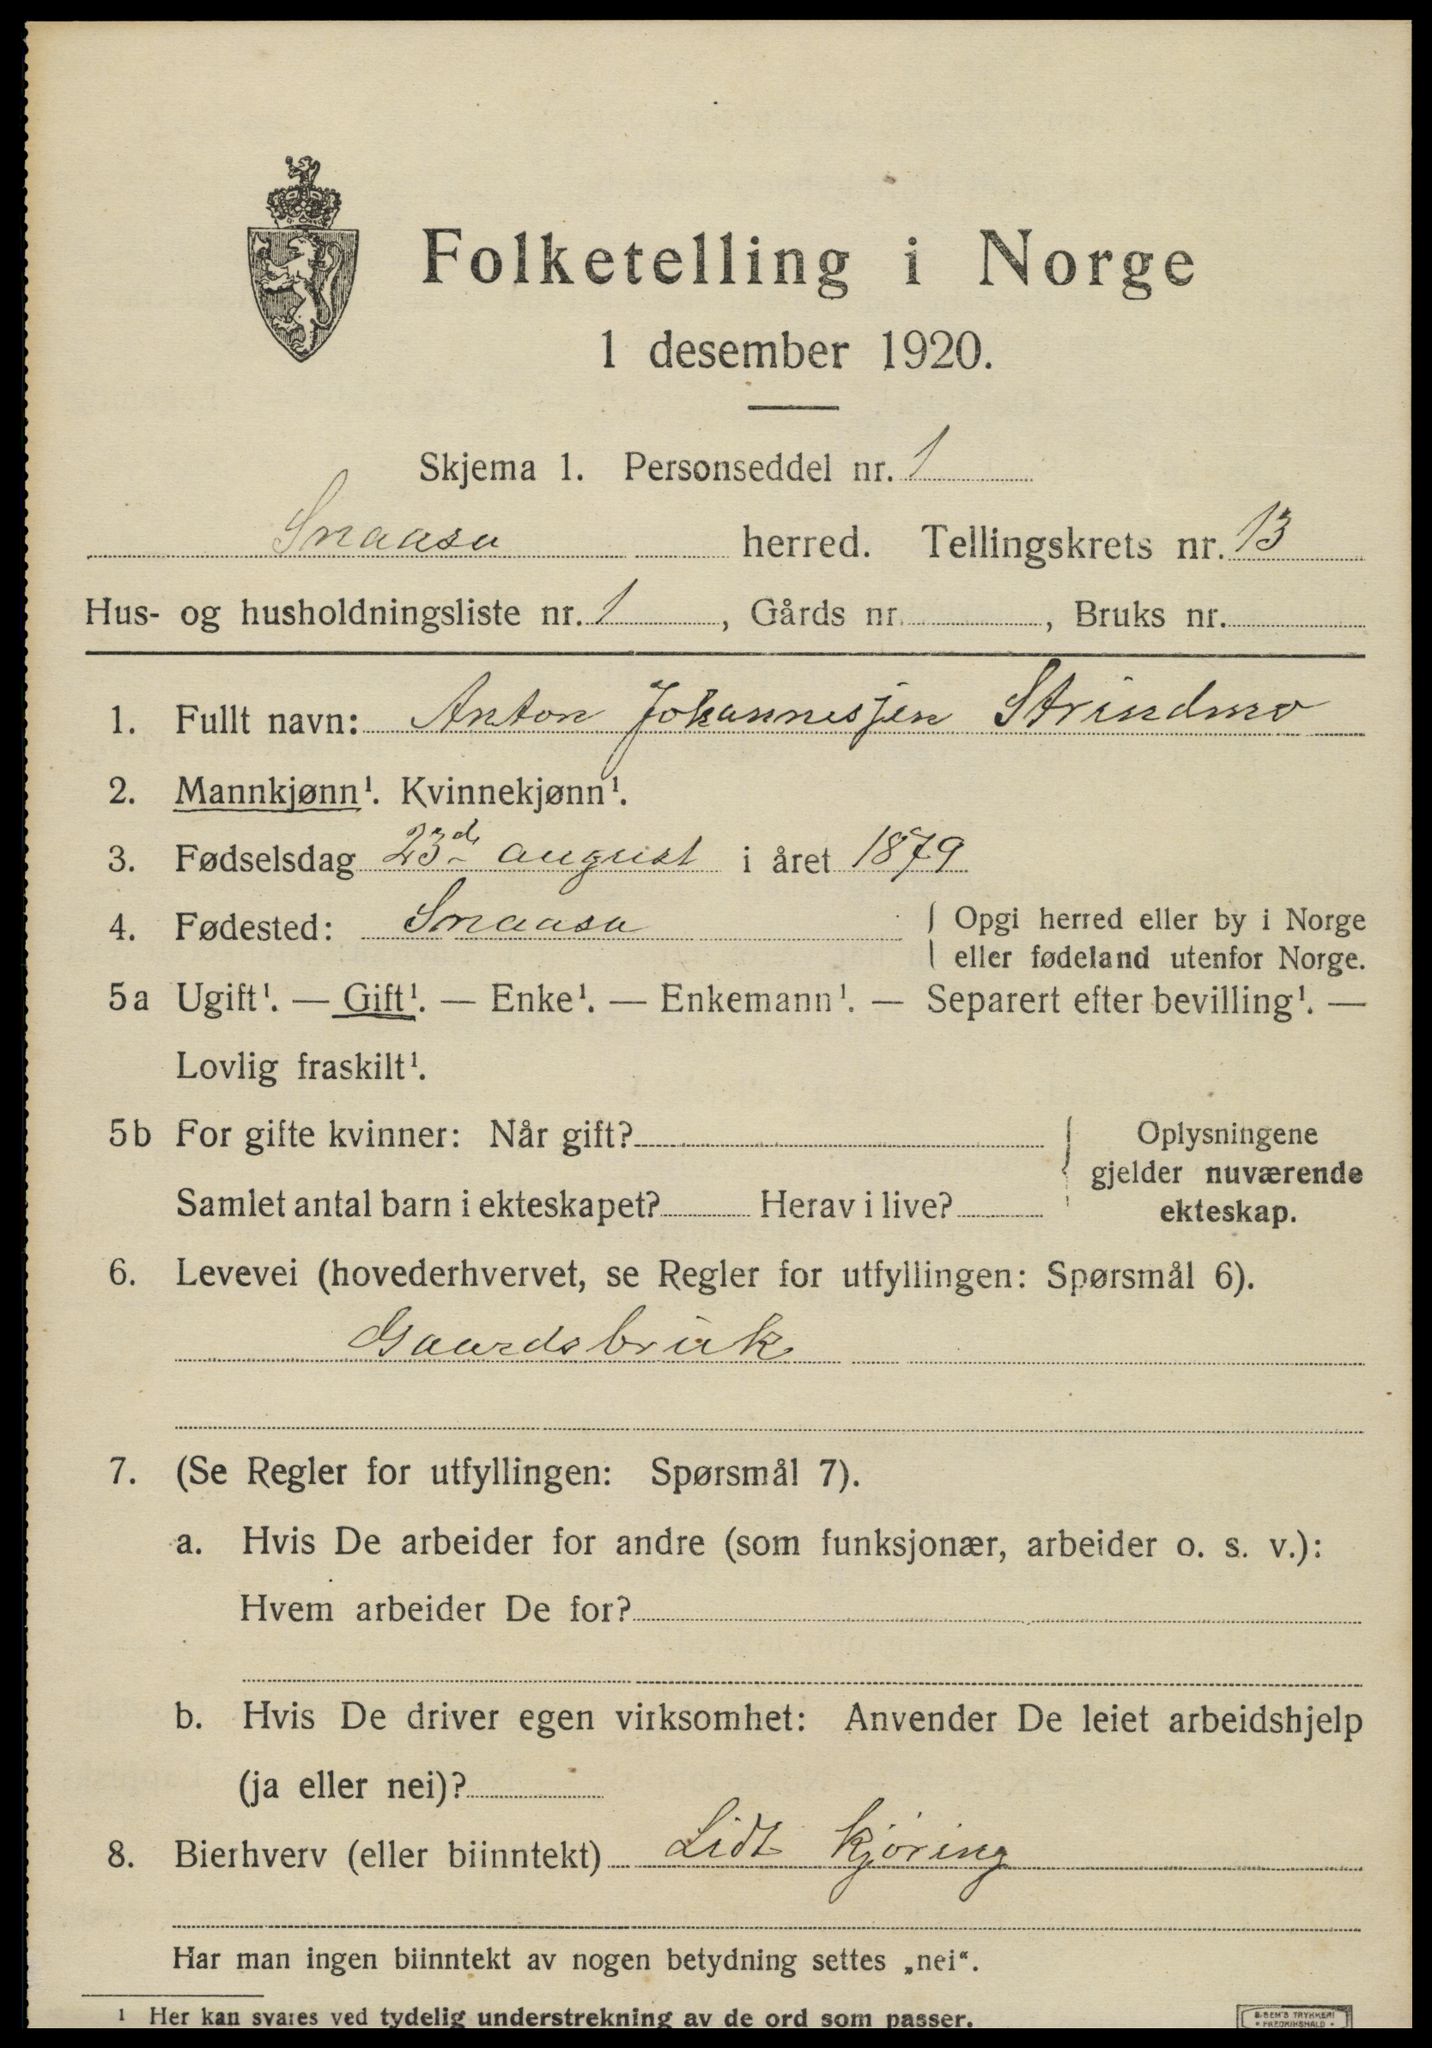 Folketelling i Norge
1 desember 1920.
Skjema 1. Personseddel nr. 1
Snaasa herred. Tellingskrets nr. 13
Hus- og husholdningsliste nr. 1, Gårds nr. , Bruks nr.
1. Fullt navn: Anton Johannesjen Strindmo
2. Mannkjønn¹. Kvinnekjønn¹.
3. Fødselsdag 23de august i året 1879
4. Fødested: Snaasa { Opgi herred eller by i Norge
eller fødeland utenfor Norge.
5a Ugift¹. — Gift¹. — Enke¹. — Enkemann¹. — Separert efter bevilling¹. —
Lovlig fraskilt¹.
5b For gifte kvinner: Når gift? } Oplysningene
gjelder nuværende
Samlet antal barn i ekteskapet? Herav i live? ekteskap.
6. Levevei (hovederhvervet, se Regler for utfyllingen: Spørsmål 6).
Gaardsbruk
7. (Se Regler for utfyllingen: Spørsmål 7).
a. Hvis De arbeider for andre (som funksjonær, arbeider o. s. v.):
Hvem arbeider De for?
b. Hvis De driver egen virksomhet: Anvender De leiet arbeidshjelp
(ja eller nei)?
8. Bierhverv (eller biinntekt) Lidt kjøring
Har man ingen biinntekt av nogen betydning settes „nei“.
¹ Her kan svares ved tydelig understrekning av de ord som passer.
TRYKKERI
FREDRIKSHALD